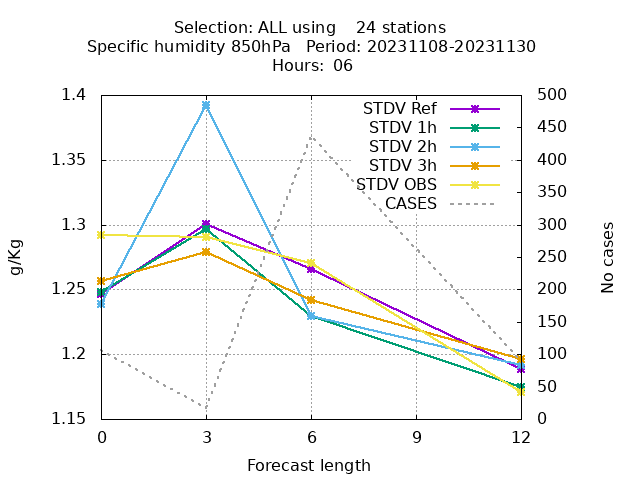 Selection: ALL using    24 stations
Specific humidity 850hPa   Period: 20231108-20231130
Hours:  06
1.4
1.35
1.3
1.25
1.2
1.15
g/Kg
STDV Ref
STDV 1h
STDV 2h
STDV 3h
STDV OBS
CASES
500
450
400
350
300
250
200
150
100
50
0
No cases
0 3 6 9 12
Forecast length